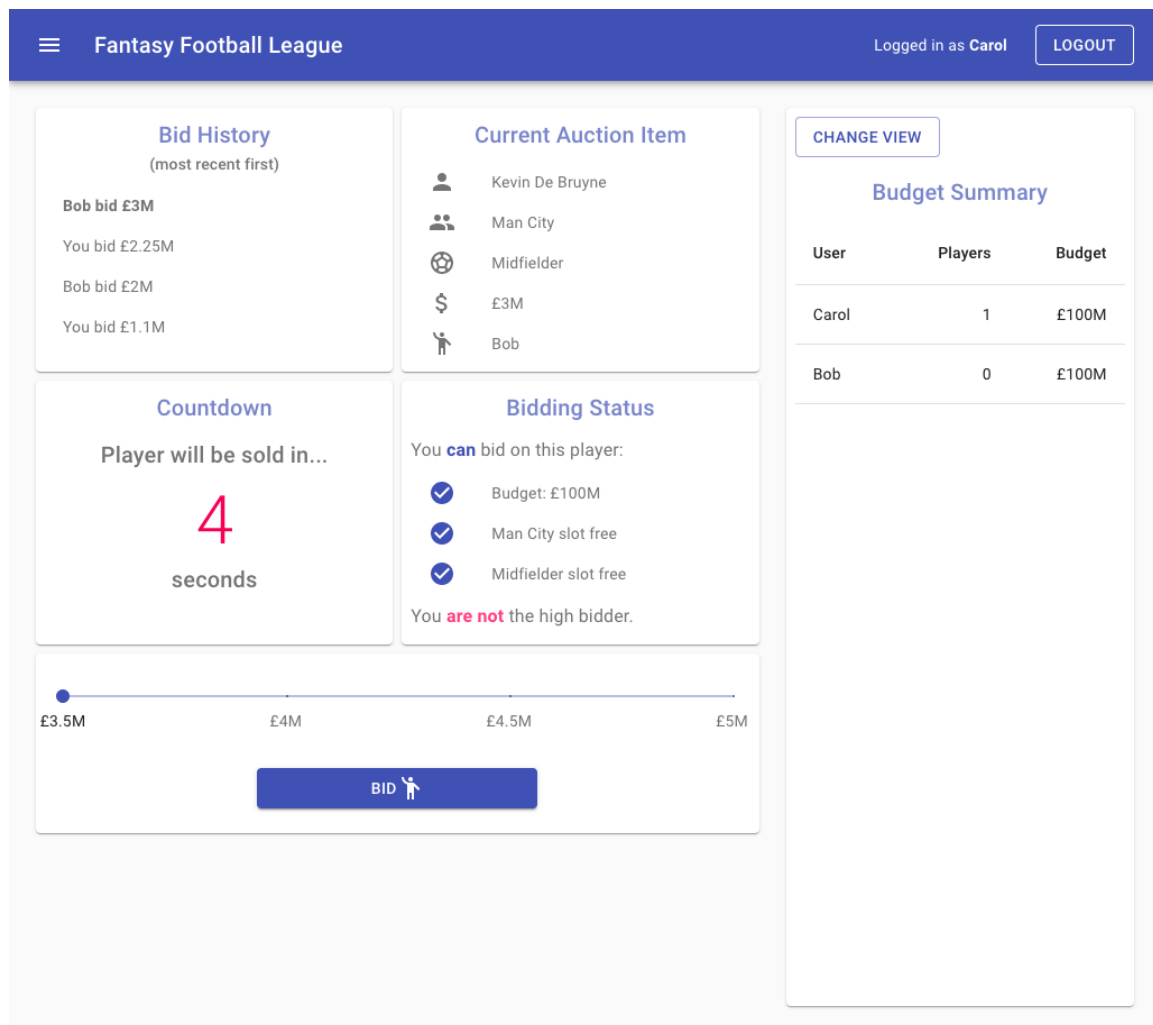 Fantasy Football League
Logged in as Carol
LOGOUT
Bid History
(most recent first)
Bob bid £3M
You bid £2.25M
Bob bid £2M
You bid £1.1M
Current Auction Item
Kevin De Bruyne
Man City
Midfielder
£3M
Bob
Countdown
Player will be sold in...
4
seconds
Bidding Status
You can bid on this player:
Budget: £100M
Man City slot free
Midfielder slot free
You are not the high bidder.
£3.5M £4M £4.5M £5M
BID
CHANGE VIEW
Budget Summary
User Players Budget
Carol 1 £100M
Bob 0 £100M